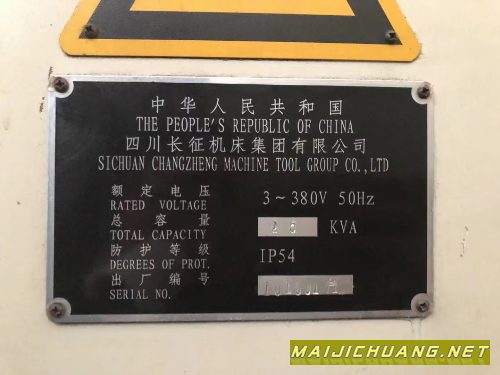 中华人民共和国
THE PEOPLE'S REPUBLIC OF CHINA
四川长征机床集团有限公司
SICHUAN CHANGZHENG MACHINE TOOL GROUP CO.,LTD
额定电压
RATED VOLTAGE 3~380V 50Hz
总容量
TOTAL CAPACITY 25 KVA
防护等级
DEGREES OF PROT. IP54
出厂编号
SERIAL NO.
MAIJICHUANG.NET